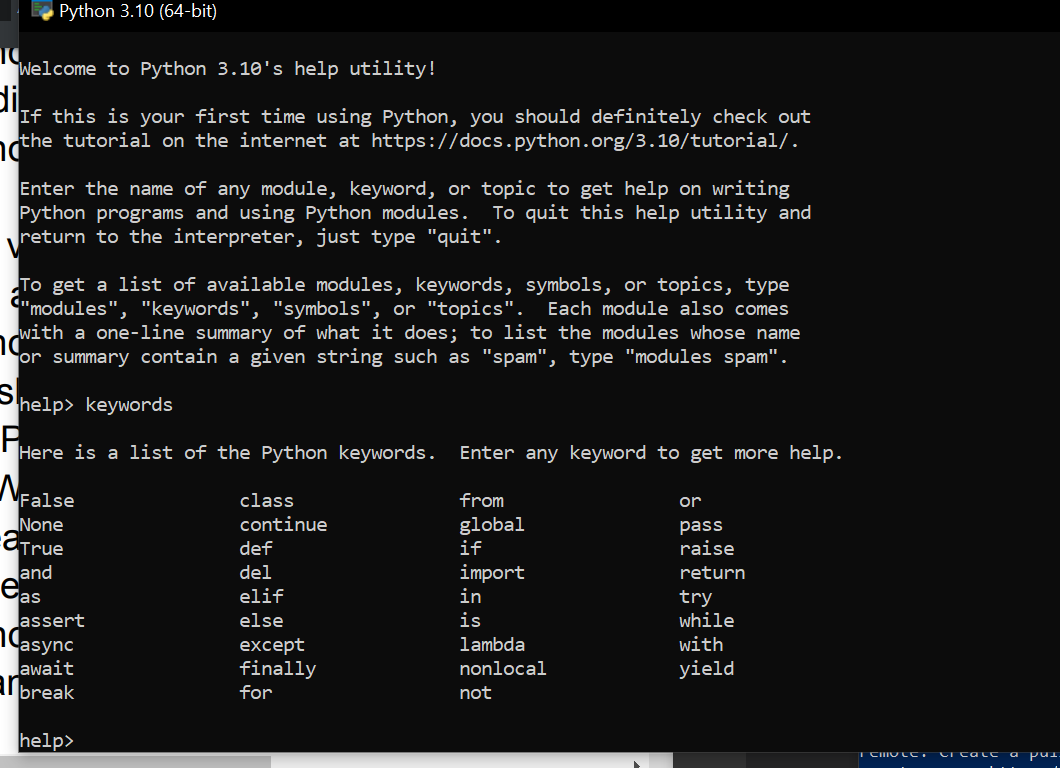 Python 3.10 (64-bit)
Welcome to Python 3.10's help utility!
If this is your first time using Python, you should definitely check out
the tutorial on the internet at https://docs.python.org/3.10/tutorial/.
Enter the name of any module, keyword, or topic to get help on writing
Python programs and using Python modules.  To quit this help utility and
return to the interpreter, just type "quit".
To get a list of available modules, keywords, symbols, or topics, type
"modules", "keywords", "symbols", or "topics".  Each module also comes
with a one-line summary of what it does; to list the modules whose name
or summary contain a given string such as "spam", type "modules spam".
help> keywords
Here is a list of the Python keywords.  Enter any keyword to get more help.
False               class               from                or
None                continue            global              pass
True                def                 if                  raise
and                 del                 import              return
as                  elif                in                  try
assert              else                is                  while
async               except              lambda              with
await               finally             nonlocal            yield
break               for                 not
help>
remote: Create a pul